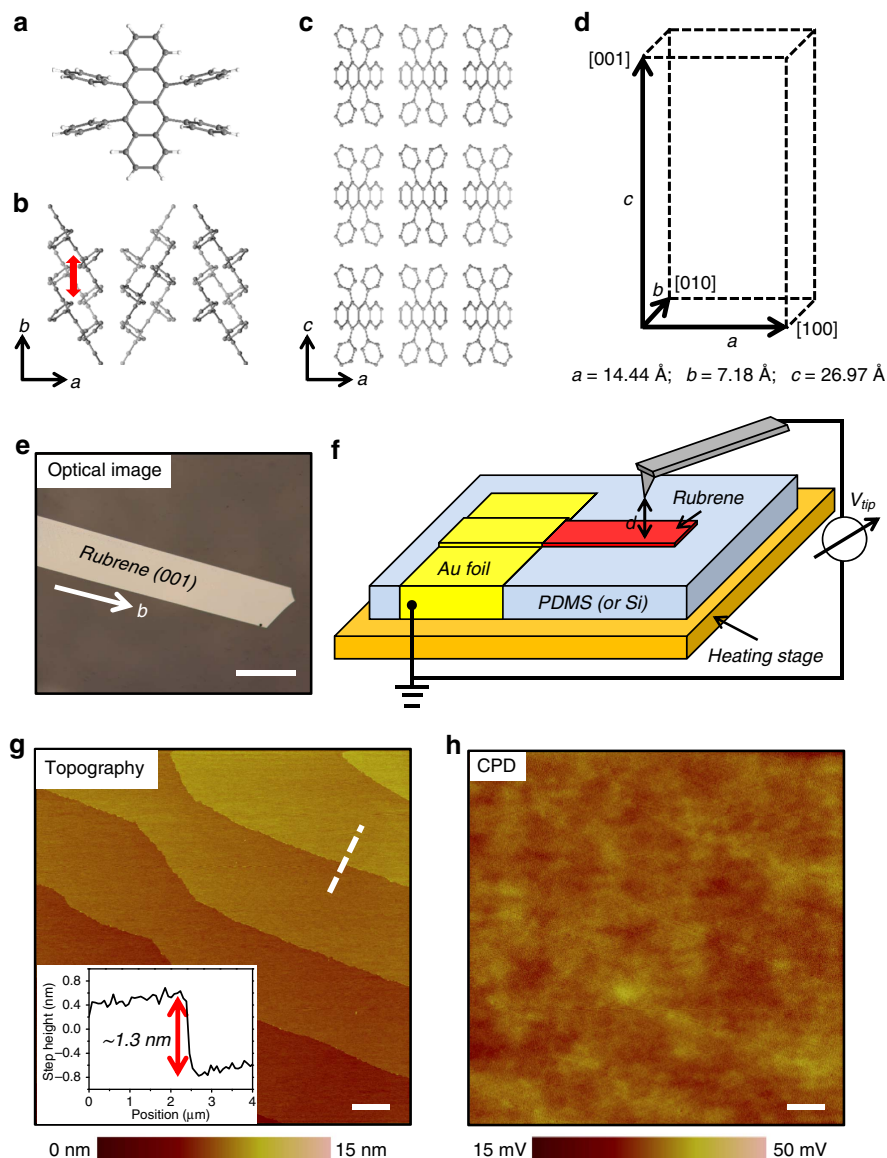 a
c
d
[001]
c
b
[010]
a
[100]
b
b
a
c
a
a = 14.44 Å; b = 7.18 Å; c = 26.97 Å
e
Optical image
Rubrene (001)
b
f
Rubrene
d
V_tip
Au foil
PDMS (or Si)
Heating stage
g
Topography
Step height (nm)
0.8
0.4
0.0
−0.4
−0.8
~1.3 nm
0 1 2 3 4
Position (μm)
0 nm 15 nm
h
CPD
15 mV 50 mV